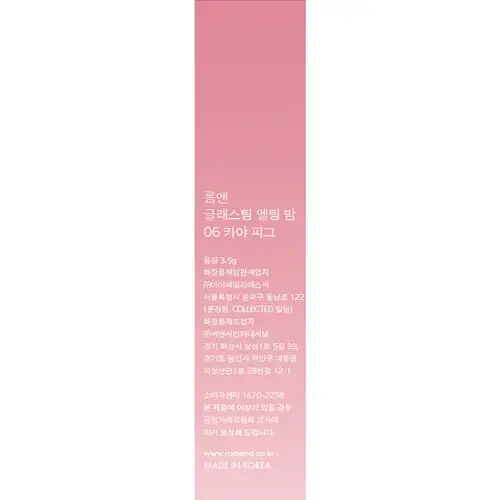 롬앤
글래스팅 멜팅 밤
06 카야 피그
용량 3.5g
화장품책임판매업자
㈜아이패밀리에스씨
서울특별시 송파구 동남로 122
(문정동, COLLECTED 빌딩)
화장품제조업자
㈜씨앤씨인터내셔널
경기 화성시 삼성1로 5길 39,
경기도 용인시 처인구 이동읍
덕성산단1로 28번길 12-1
소비자센터 1670-2238
본 제품에 이상이 있을 경우
공정거래위원회 고시에
의거 보상해 드립니다.
www.romand.co.kr
MADE IN KOREA